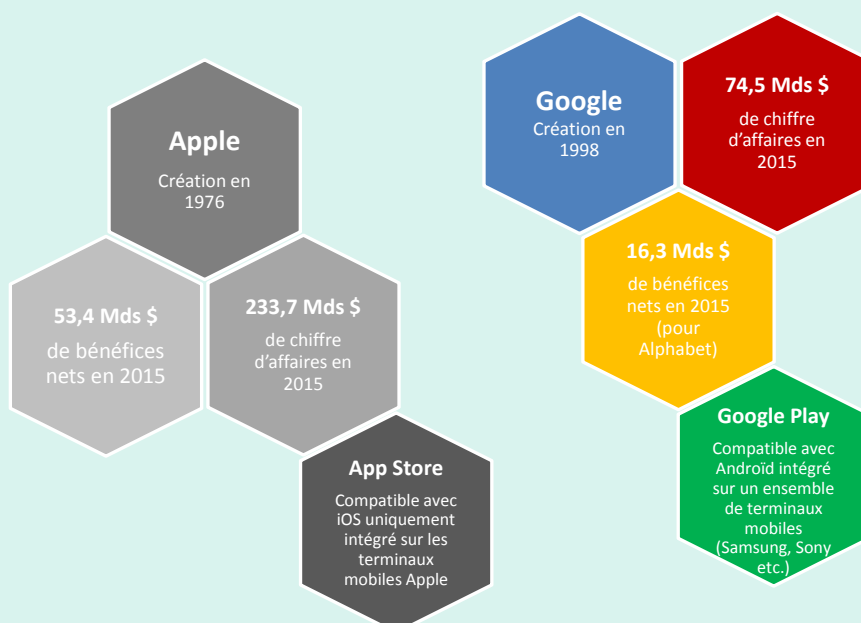 Apple
Création en
1976
53,4 Mds $
de bénéfices
nets en 2015
233,7 Mds $
de chiffre
d’affaires en
2015
App Store
Compatible avec
iOS uniquement
intégré sur les
terminaux
mobiles Apple
Google
Création en
1998
74,5 Mds $
de chiffre
d’affaires en
2015
16,3 Mds $
de bénéfices
nets en 2015
(pour
Alphabet)
Google Play
Compatible avec
Androïd intégré
sur un ensemble
de terminaux
mobiles
(Samsung, Sony
etc.)